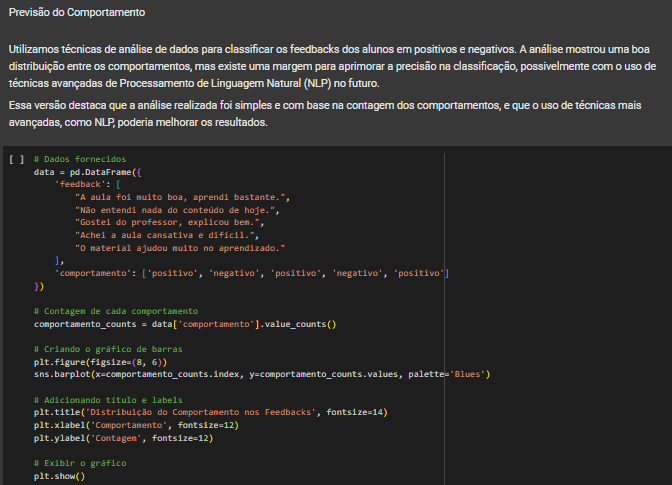 Previsão do Comportamento
Utilizamos técnicas de análise de dados para classificar os feedbacks dos alunos em positivos e negativos. A análise mostrou uma boa
distribuição entre os comportamentos, mas existe uma margem para aprimorar a precisão na classificação, possivelmente com o uso de
técnicas avançadas de Processamento de Linguagem Natural (NLP) no futuro.
Essa versão destaca que a análise realizada foi simples e com base na contagem dos comportamentos, e que o uso de técnicas mais
avançadas, como NLP, poderia melhorar os resultados.
[ ] # Dados fornecidos
data = pd.DataFrame({
    'feedback': [
        "A aula foi muito boa, aprendi bastante.",
        "Não entendi nada do conteúdo de hoje.",
        "Gostei do professor, explicou bem.",
        "Achei a aula cansativa e difícil.",
        "O material ajudou muito no aprendizado."
    ],
    'comportamento': ['positivo', 'negativo', 'positivo', 'negativo', 'positivo']
})
# Contagem de cada comportamento
comportamento_counts = data['comportamento'].value_counts()
# Criando o gráfico de barras
plt.figure(figsize=(8, 6))
sns.barplot(x=comportamento_counts.index, y=comportamento_counts.values, palette='Blues')
# Adicionando título e labels
plt.title('Distribuição do Comportamento nos Feedbacks', fontsize=14)
plt.xlabel('Comportamento', fontsize=12)
plt.ylabel('Contagem', fontsize=12)
# Exibir o gráfico
plt.show()